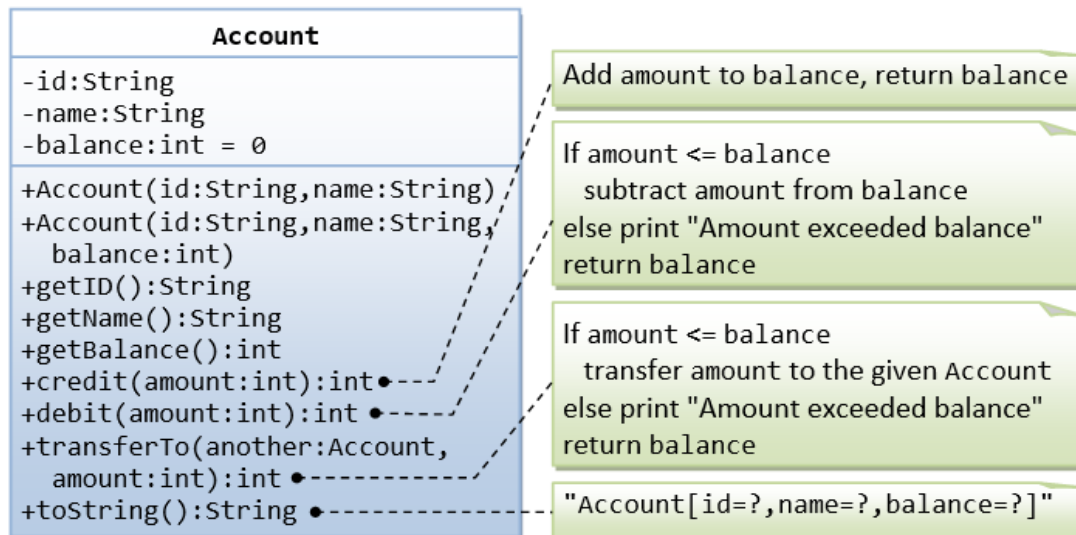 Account
-id:String
-name:String
-balance:int = 0
+Account(id:String,name:String)
+Account(id:String,name:String,
balance:int)
+getID():String
+getName():String
+getBalance():int
+credit(amount:int):int
+debit(amount:int):int
+transferTo(another:Account,
amount:int):int
+toString():String
Add amount to balance, return balance
If amount <= balance
subtract amount from balance
else print "Amount exceeded balance"
return balance
If amount <= balance
transfer amount to the given Account
else print "Amount exceeded balance"
return balance
"Account[id=?,name=?,balance=?]"